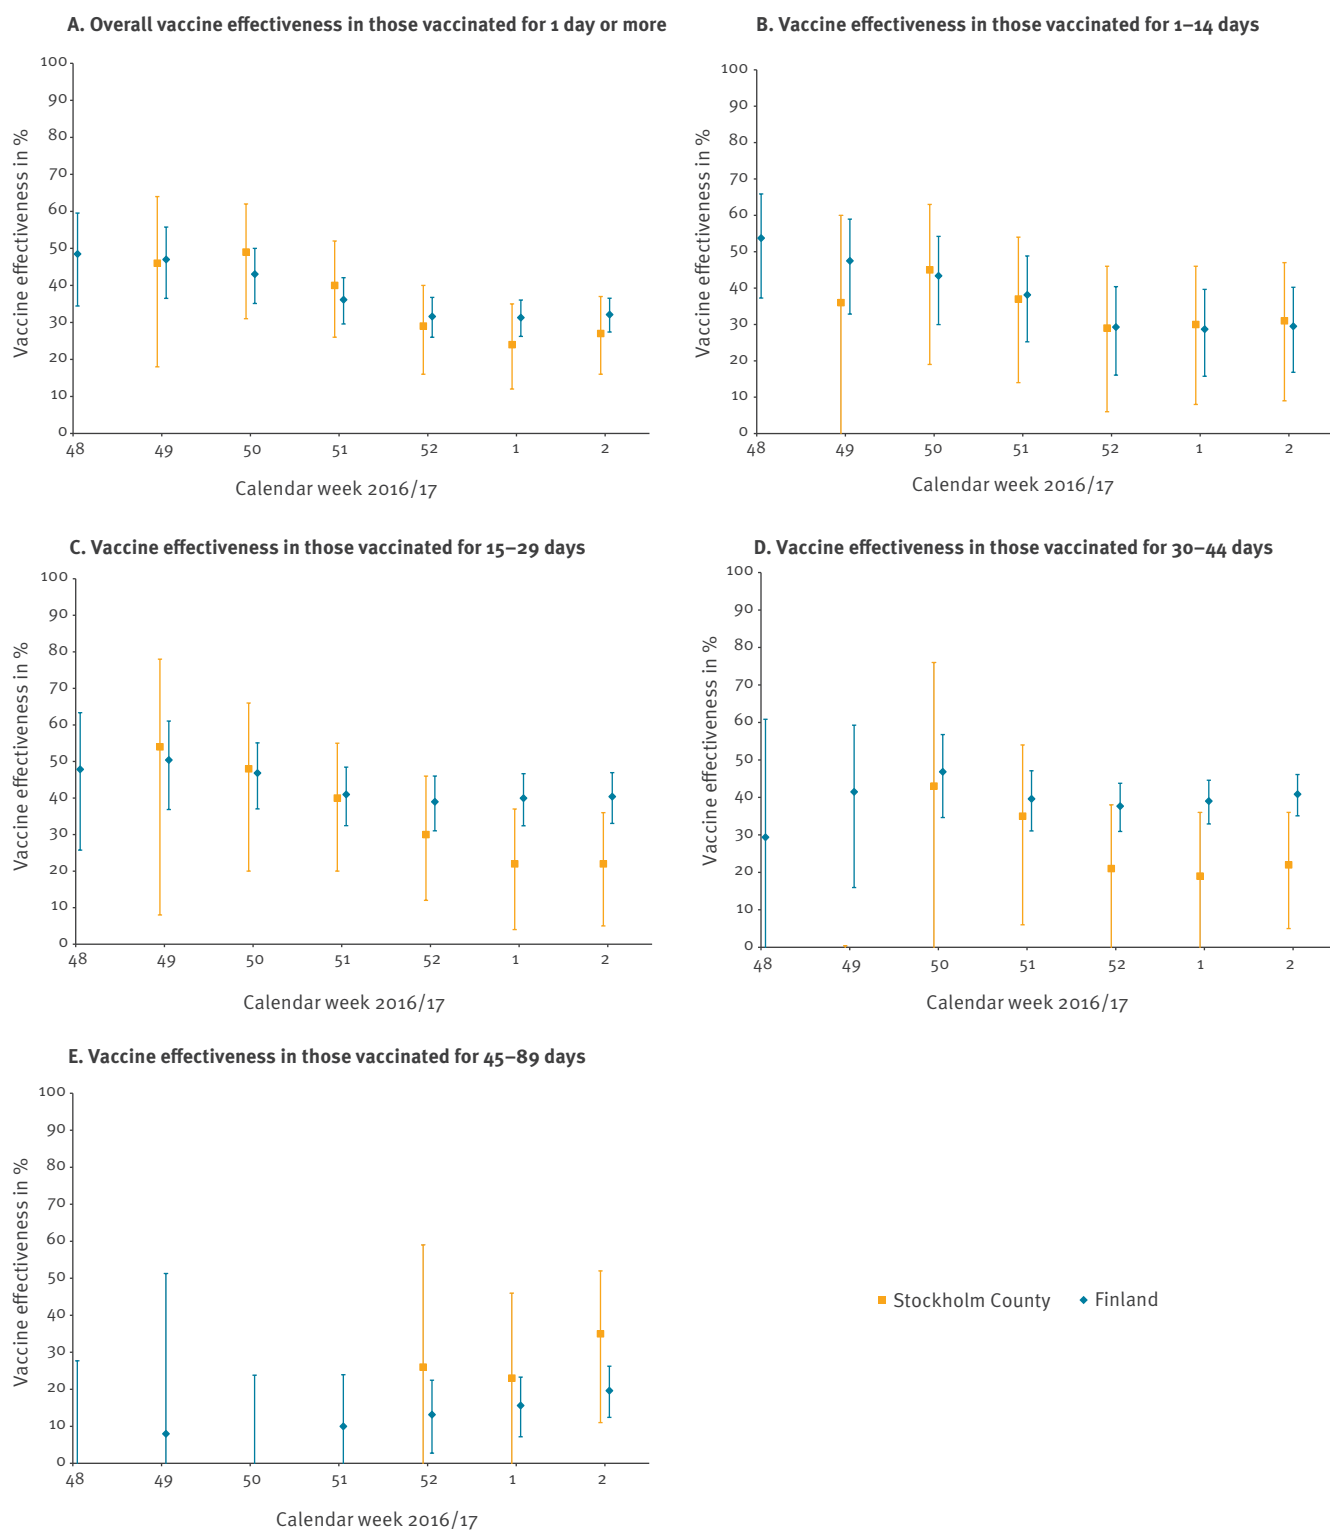 A. Overall vaccine effectiveness in those vaccinated for 1 day or more
100
90
80
70
60
50
40
30
20
10
0
Vaccine effectiveness in %
48 49 50 51 52 1 2
Calendar week 2016/17
B. Vaccine effectiveness in those vaccinated for 1–14 days
100
90
80
70
60
50
40
30
20
10
0
Vaccine effectiveness in %
48 49 50 51 52 1 2
Calendar week 2016/17
C. Vaccine effectiveness in those vaccinated for 15–29 days
100
90
80
70
60
50
40
30
20
10
0
Vaccine effectiveness in %
48 49 50 51 52 1 2
Calendar week 2016/17
D. Vaccine effectiveness in those vaccinated for 30–44 days
100
90
80
70
60
50
40
30
20
10
0
Vaccine effectiveness in %
48 49 50 51 52 1 2
Calendar week 2016/17
E. Vaccine effectiveness in those vaccinated for 45–89 days
100
90
80
70
60
50
40
30
20
10
0
Vaccine effectiveness in %
48 49 50 51 52 1 2
Calendar week 2016/17
Stockholm County Finland